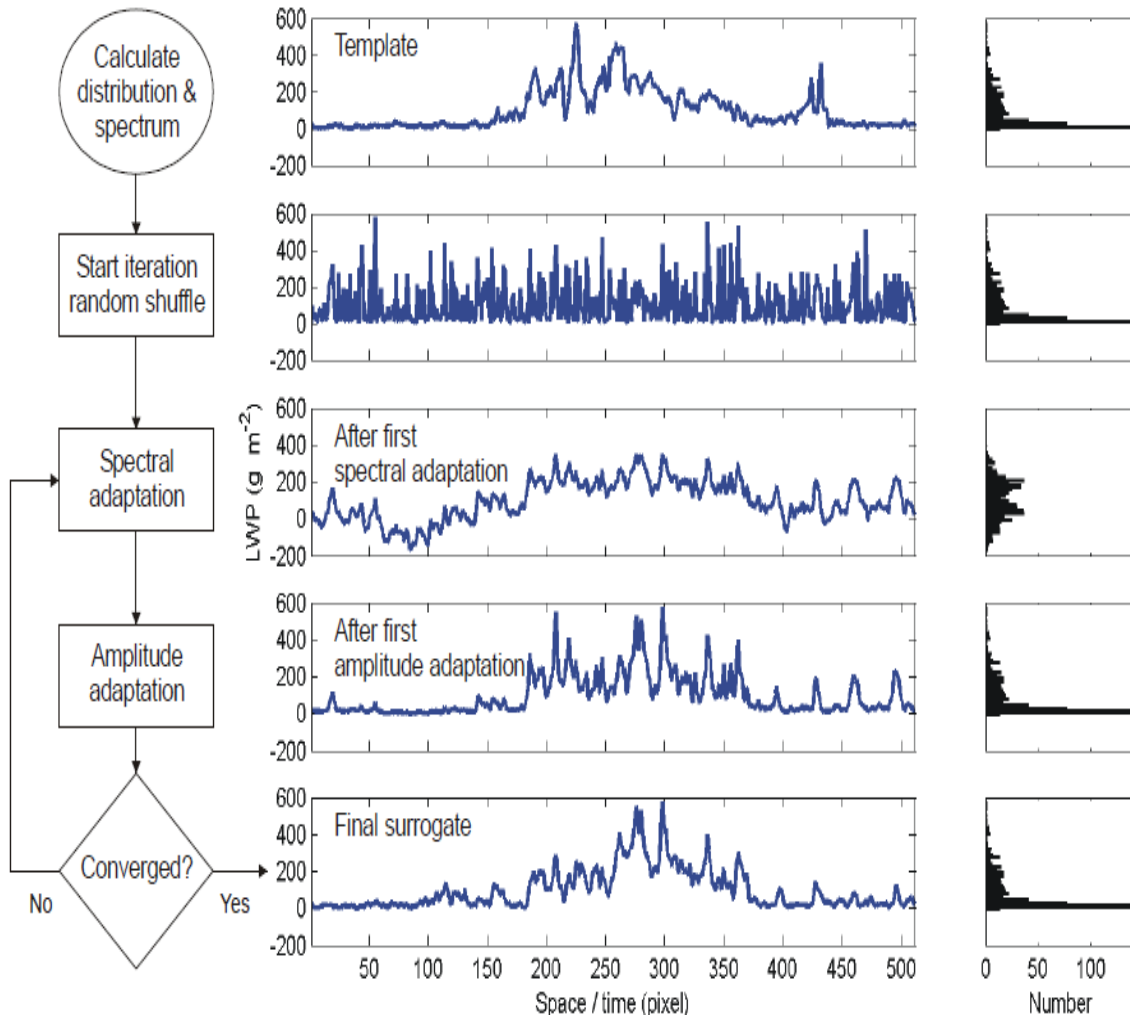 Calculate
distribution &
spectrum
Start iteration
random shuffle
Spectral
adaptation
Amplitude
adaptation
Converged?
No
Yes
Template
600
400
200
0
-200
600
400
200
0
-200
LWP (g m-2)
After first
spectral adaptation
600
400
200
0
-200
After first
amplitude adaptation
600
400
200
0
-200
Final surrogate
600
400
200
0
-200
50 100 150 200 250 300 350 400 450 500
Space / time (pixel)
0 50 100
Number